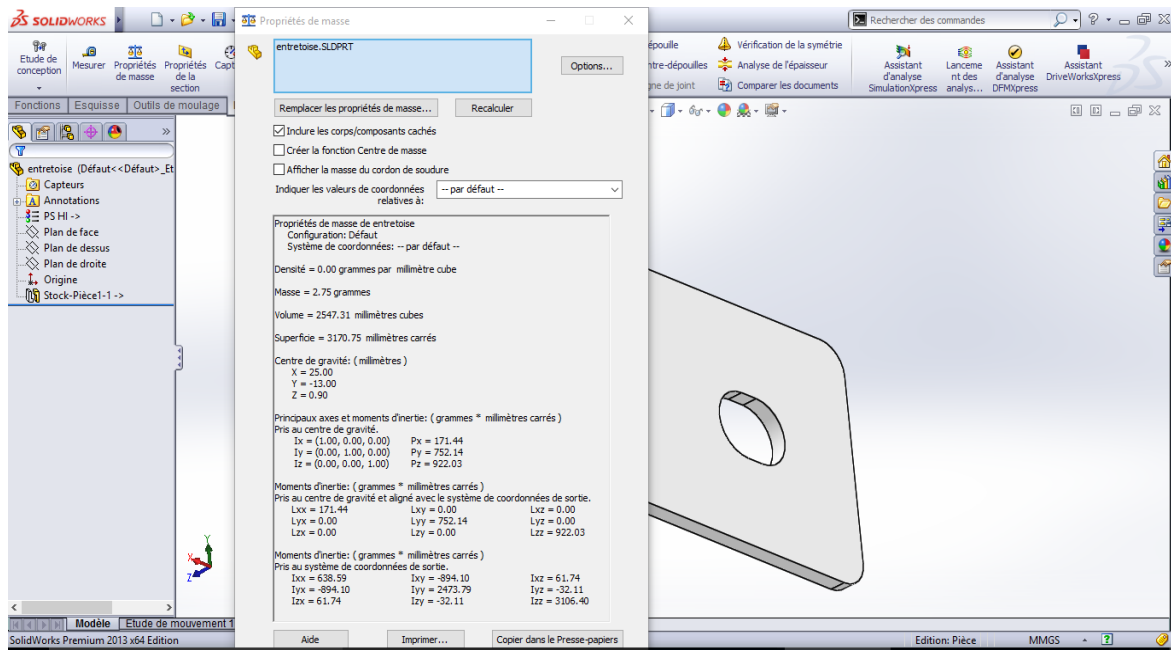 SOLIDWORKS
Propriétés de masse
Rechercher des commandes
Etude de conception
Mesurer
Propriétés de masse
Propriétés de la section
Capt
entretoise.SLDPRT
Options...
épouille
ntre-dépouilles
gne de joint
Vérification de la symétrie
Analyse de l'épaisseur
Comparer les documents
Assistant d'analyse SimulationXpress
Lanceme nt des analys...
Assistant d'analyse DFMXpress
Assistant DriveWorksXpress
Fonctions
Esquisse
Outils de moulage
Remplacer les propriétés de masse...
Recalculer
Inclure les corps/composants cachés
Créer la fonction Centre de masse
Afficher la masse du cordon de soudure
Indiquer les valeurs de coordonnées relatives à:
-- par défaut --
entretoise (Défaut<<Défaut>_Et
Capteurs
Annotations
PS HI ->
Plan de face
Plan de dessus
Plan de droite
Origine
Stock-Pièce1-1 ->
Propriétés de masse de entretoise
Configuration: Défaut
Système de coordonnées: -- par défaut --
Densité = 0.00 grammes par millimètre cube
Masse = 2.75 grammes
Volume = 2547.31 millimètres cubes
Superficie = 3170.75 millimètres carrés
Centre de gravité: ( millimètres )
X = 25.00
Y = -13.00
Z = 0.90
Principaux axes et moments d'inertie: ( grammes * millimètres carrés )
Pris au centre de gravité.
Ix = (1.00, 0.00, 0.00) Px = 171.44
Iy = (0.00, 1.00, 0.00) Py = 752.14
Iz = (0.00, 0.00, 1.00) Pz = 922.03
Moments d'inertie: ( grammes * millimètres carrés )
Pris au centre de gravité et aligné avec le système de coordonnées de sortie.
Lxx = 171.44 Lxy = 0.00 Lxz = 0.00
Lyx = 0.00 Lyy = 752.14 Lyz = 0.00
Lzx = 0.00 Lzy = 0.00 Lzz = 922.03
Moments d'inertie: ( grammes * millimètres carrés )
Pris au système de coordonnées de sortie.
Ixx = 638.59 Ixy = -894.10 Ixz = 61.74
Iyx = -894.10 Iyy = 2473.79 Iyz = -32.11
Izx = 61.74 Izy = -32.11 Izz = 3106.40
Y
X
Z
Modèle
Etude de mouvement 1
Aide
Imprimer...
Copier dans le Presse-papiers
SolidWorks Premium 2013 x64 Edition
Edition: Pièce
MMGS